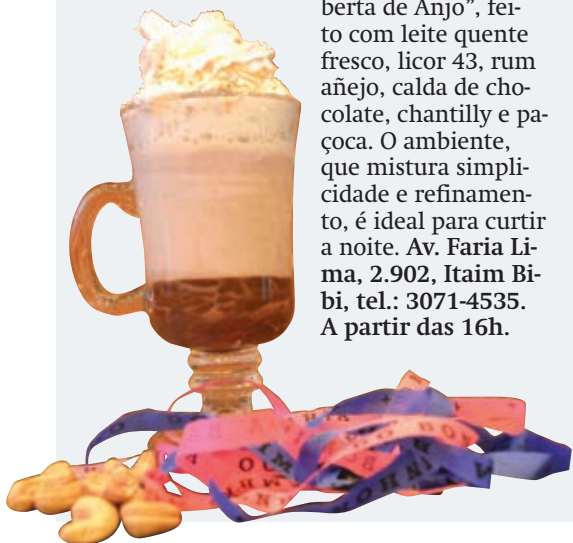 berta de Anjo”, fei-
to com leite quente
fresco, licor 43, rum
añejo, calda de cho-
colate, chantilly e pa-
çoca. O ambiente,
que mistura simpli-
cidade e refinamen-
to, é ideal para curtir
a noite. Av. Faria Li-
ma, 2.902, Itaim Bi-
bi, tel.: 3071-4535.
A partir das 16h.